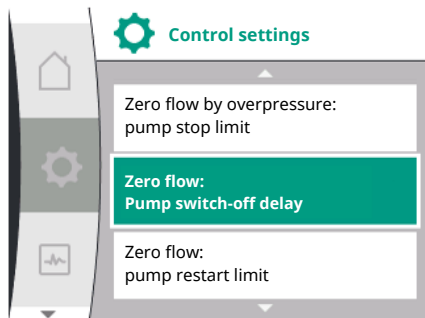 Control settings
Zero flow by overpressure:
pump stop limit
Zero flow:
Pump switch-off delay
Zero flow:
pump restart limit